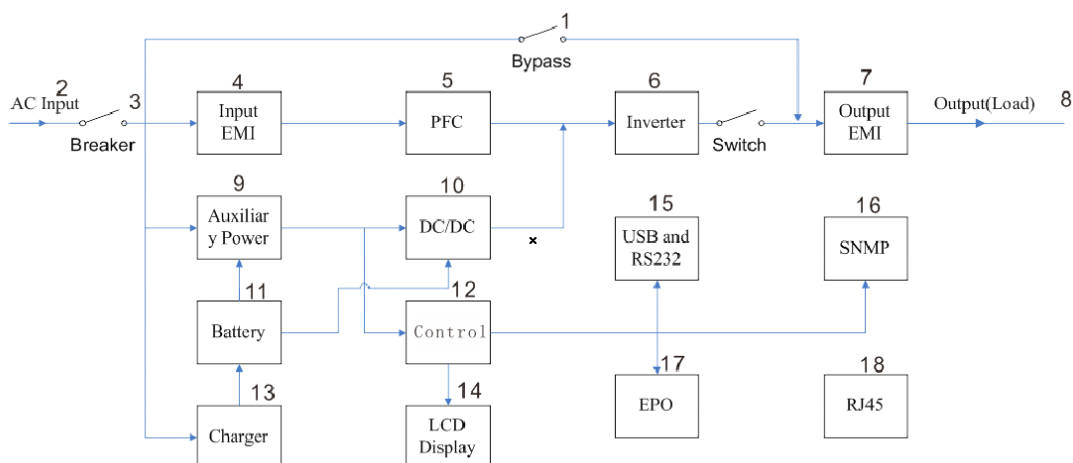 1
Bypass
2
AC Input
3
Breaker
4
Input
EMI
5
PFC
6
Inverter
Switch
7
Output
EMI
Output(Load)
8
9
Auxiliar
y Power
10
DC/DC
x
15
USB and
RS232
16
SNMP
11
Battery
12
Control
13
Charger
14
LCD
Display
17
EPO
18
RJ45